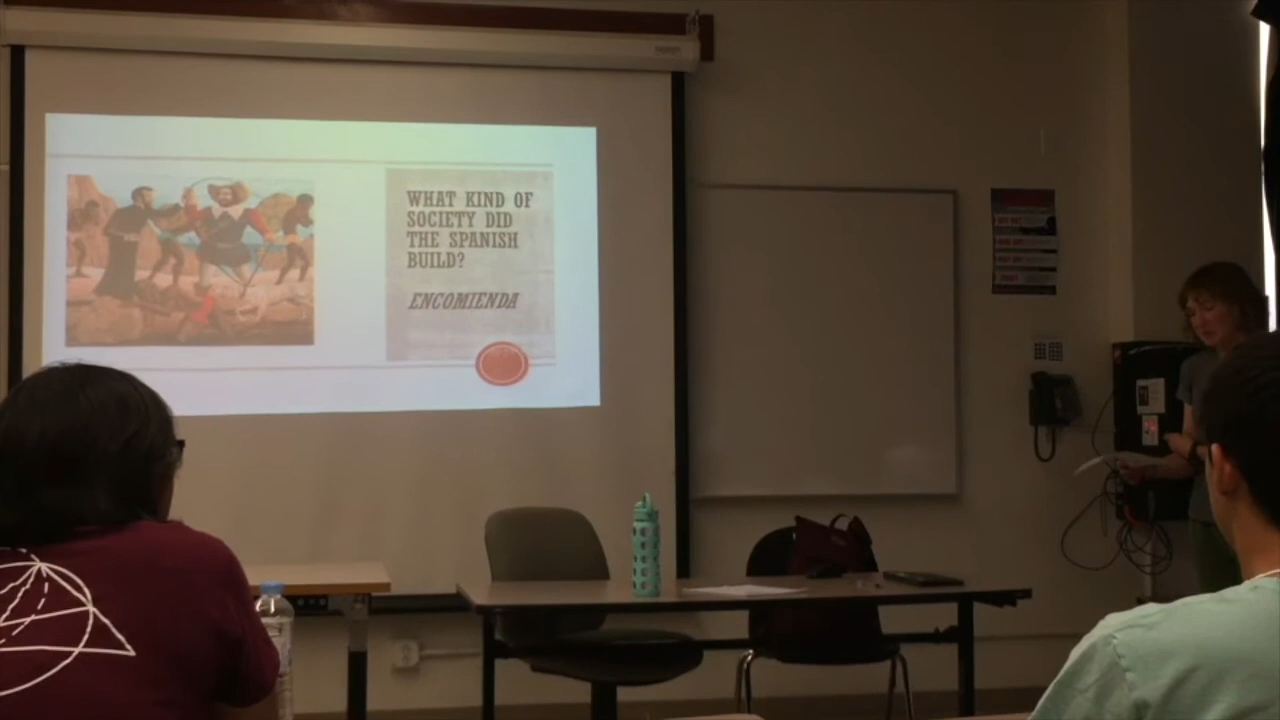 WHAT KIND OF
SOCIETY DID
THE SPANISH
BUILD?
ENCOMIENDA